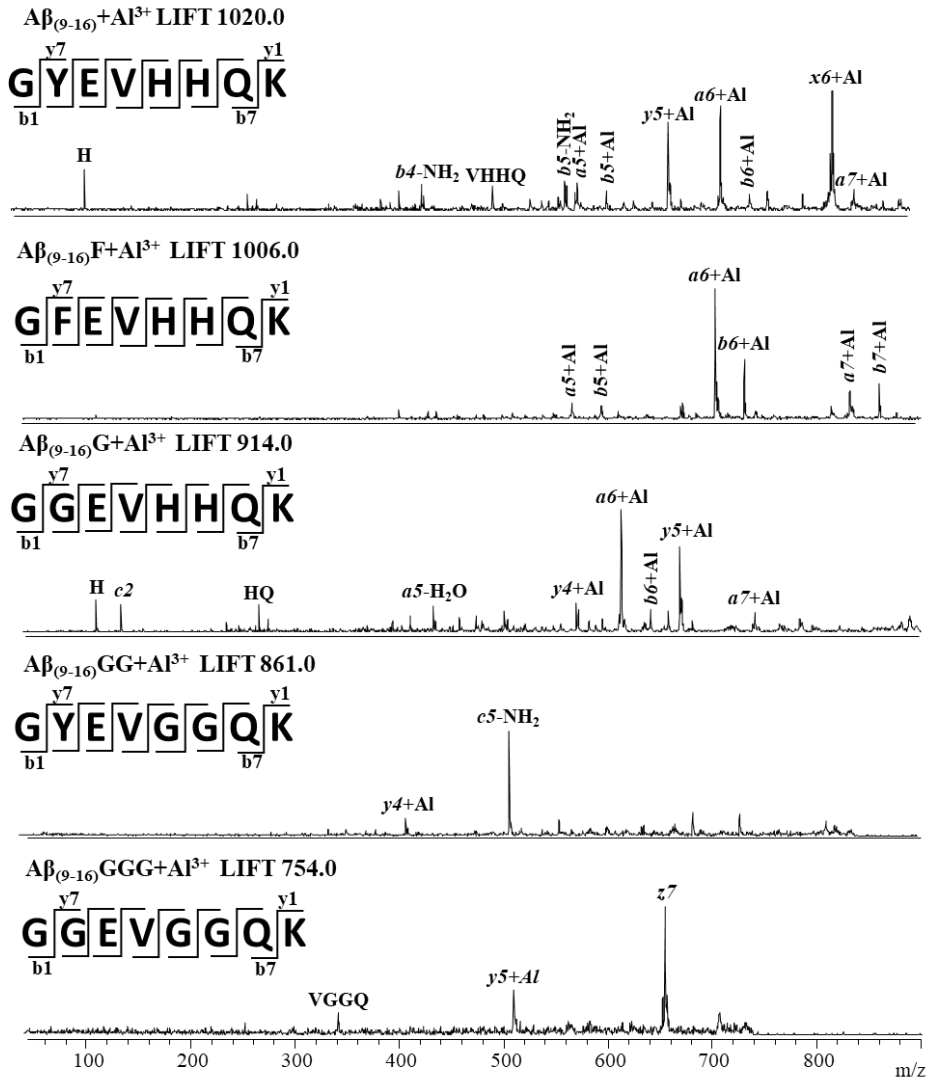 Aβ(9-16)+Al3+ LIFT 1020.0
y7 y1
GYEVHHQK
b1 b7
H
b4-NH2
VHHQ
b5-NH2
a5+Al
b5+Al
y5+Al
a6+Al
b6+Al
x6+Al
a7+Al
Aβ(9-16)F+Al3+ LIFT 1006.0
y7 y1
GFEVHHQK
b1 b7
a5+Al
b5+Al
a6+Al
b6+Al
a7+Al
b7+Al
Aβ(9-16)G+Al3+ LIFT 914.0
y7 y1
GGEVHHQK
b1 b7
H
c2
HQ
a5-H2O
y4+Al
a6+Al
b6+Al
y5+Al
a7+Al
Aβ(9-16)GG+Al3+ LIFT 861.0
y7 y1
GYEVGGQK
b1 b7
y4+Al
c5-NH2
Aβ(9-16)GGG+Al3+ LIFT 754.0
y7 y1
GGEVGGQK
b1 b7
VGGQ
y5+Al
z7
100 200 300 400 500 600 700 800
m/z